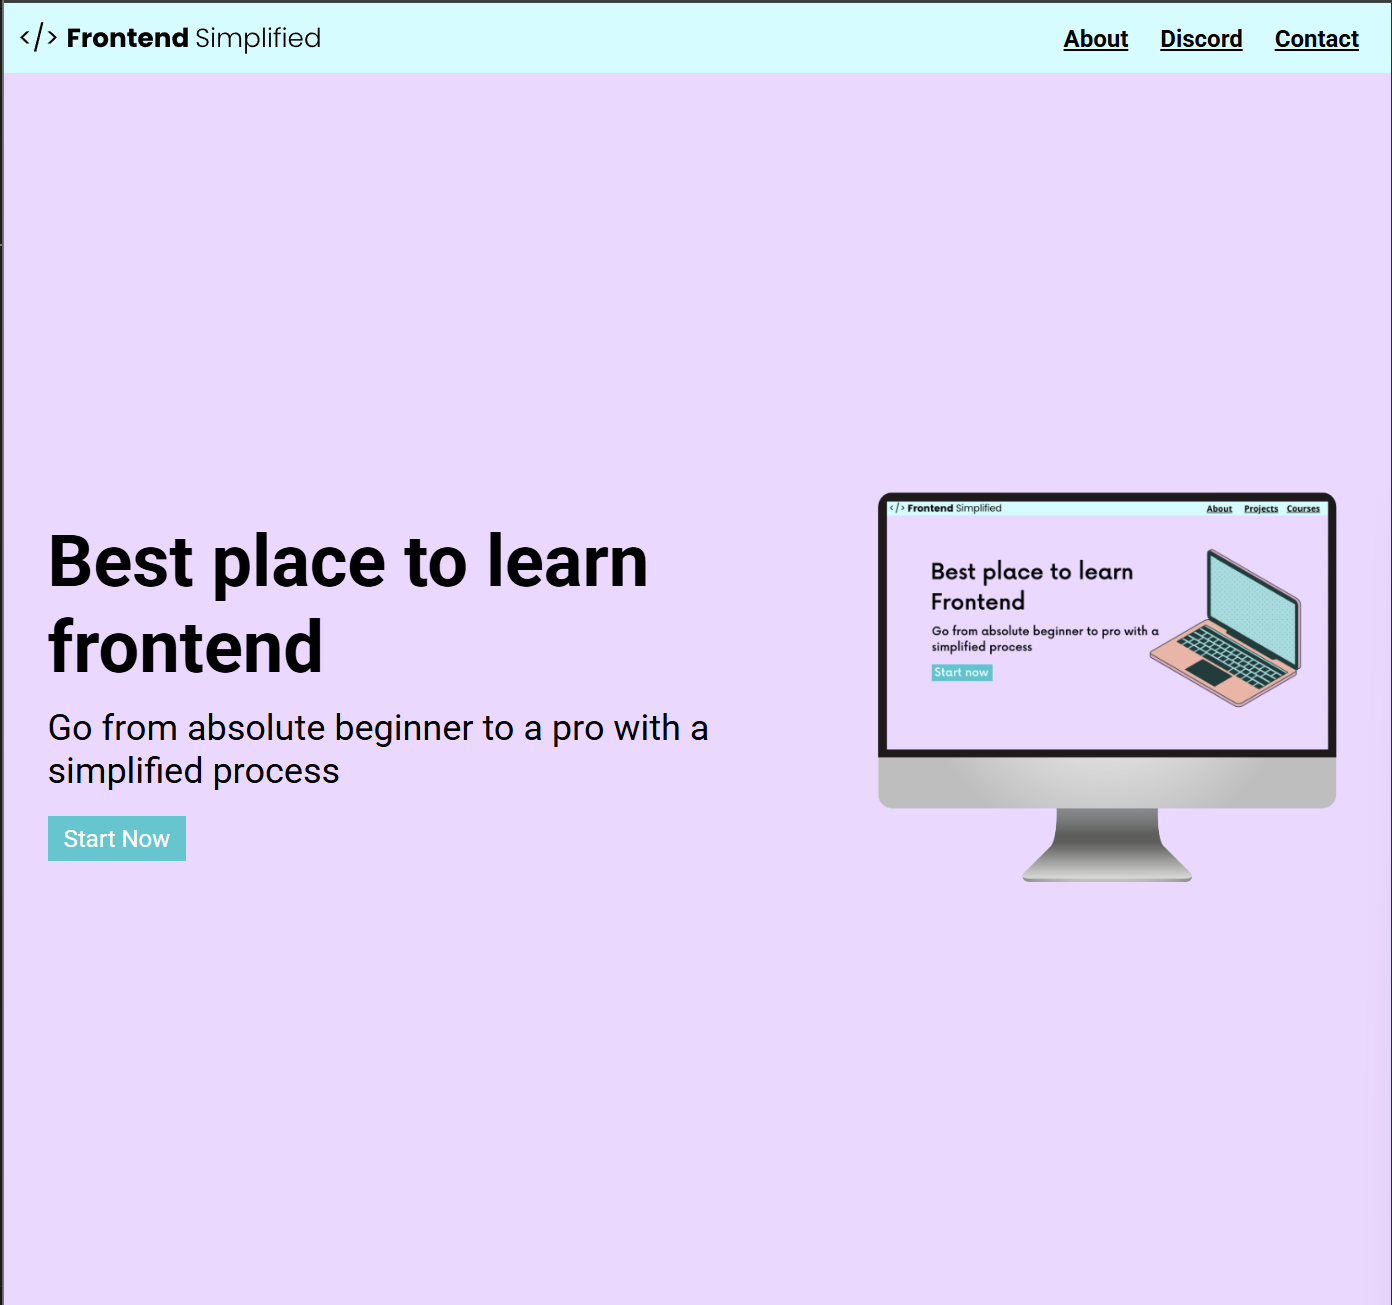 </> Frontend Simplified
About Discord Contact
Best place to learn
frontend
Go from absolute beginner to a pro with a
simplified process
Start Now
</> Frontend Simplified
About Projects Courses
Best place to learn
Frontend
Go from absolute beginner to pro with a
simplified process
Start now